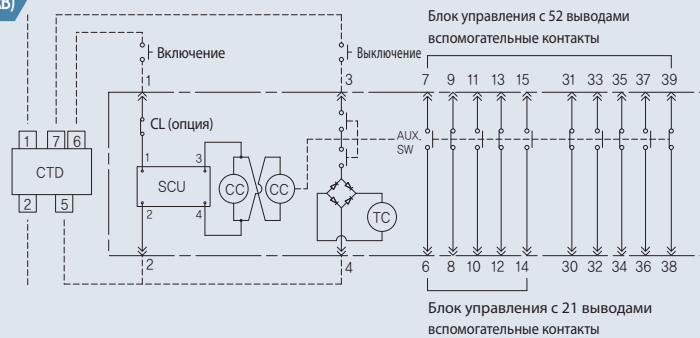 AB)
Блок управления с 52 выводами
вспомогательные контакты
Включение
Выключение
1 3 7 9 11 13 15 31 33 35 37 39
CL (опция)
AUX.
SW
1 7 6
CTD
2 5
1 3
SCU
2 4
CC CC
TC
2 4 6 8 10 12 14 30 32 34 36 38
Блок управления с 21 выводами
вспомогательные контакты